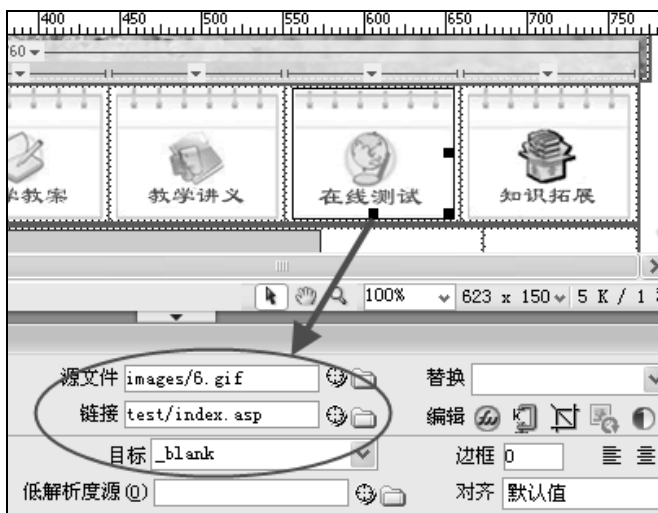 400 450 500 550 600 650 700 750
60
学教案 教学讲义 在线测试 知识拓展
100% 623 x 150 5 K / 1
源文件 images/6.gif 替换
链接 test/index.asp 编辑
目标 _blank 边框 0
低解析度源(O) 对齐 默认值